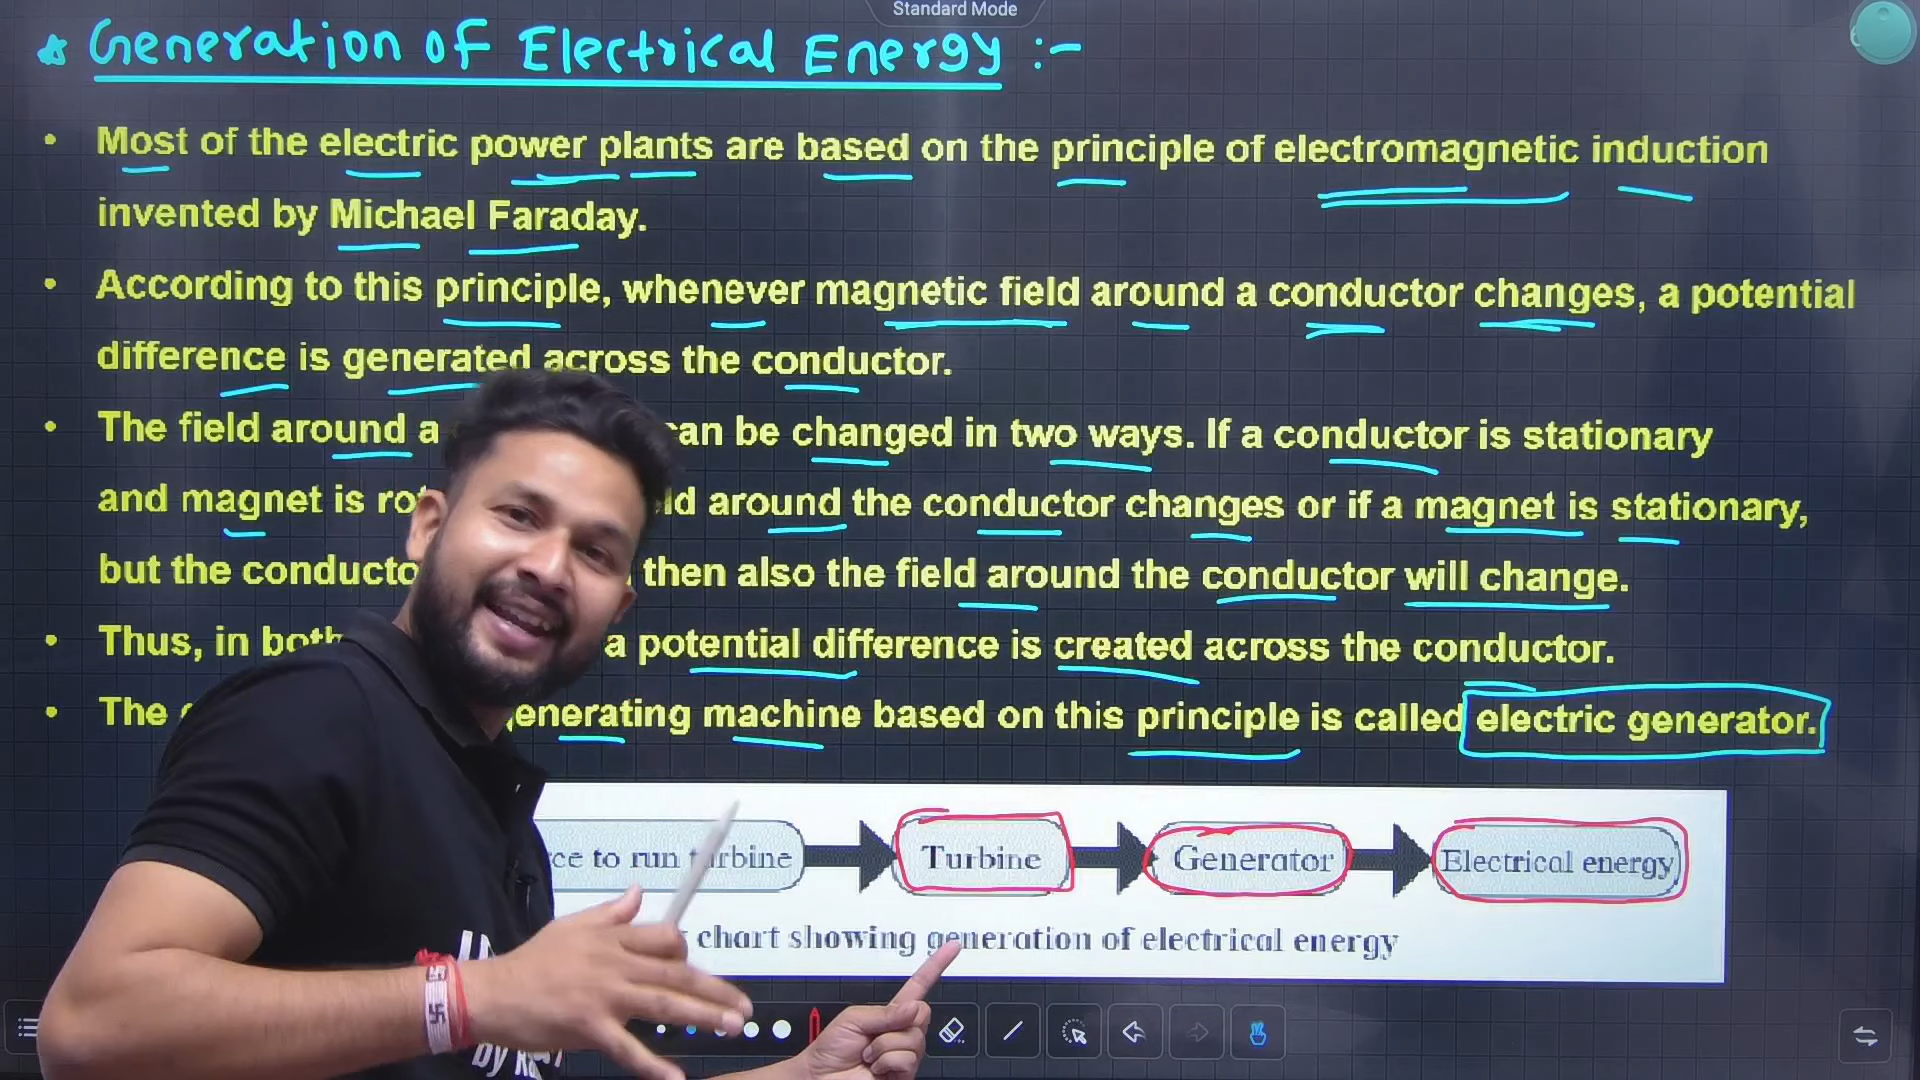 Standard Mode
☆ Generation of Electrical Energy :-
• Most of the electric power plants are based on the principle of electromagnetic induction
invented by Michael Faraday.
• According to this principle, whenever magnetic field around a conductor changes, a potential
difference is generated across the conductor.
• The field around a can be changed in two ways. If a conductor is stationary
and magnet is around the conductor changes or if a magnet is stationary,
but the then also the field around the conductor will change.
• Thus, in a potential difference is created across the conductor.
• The machine based on this principle is called electric generator.
to run turbine
Turbine
Generator
Electrical energy
chart showing generation of electrical energy
by